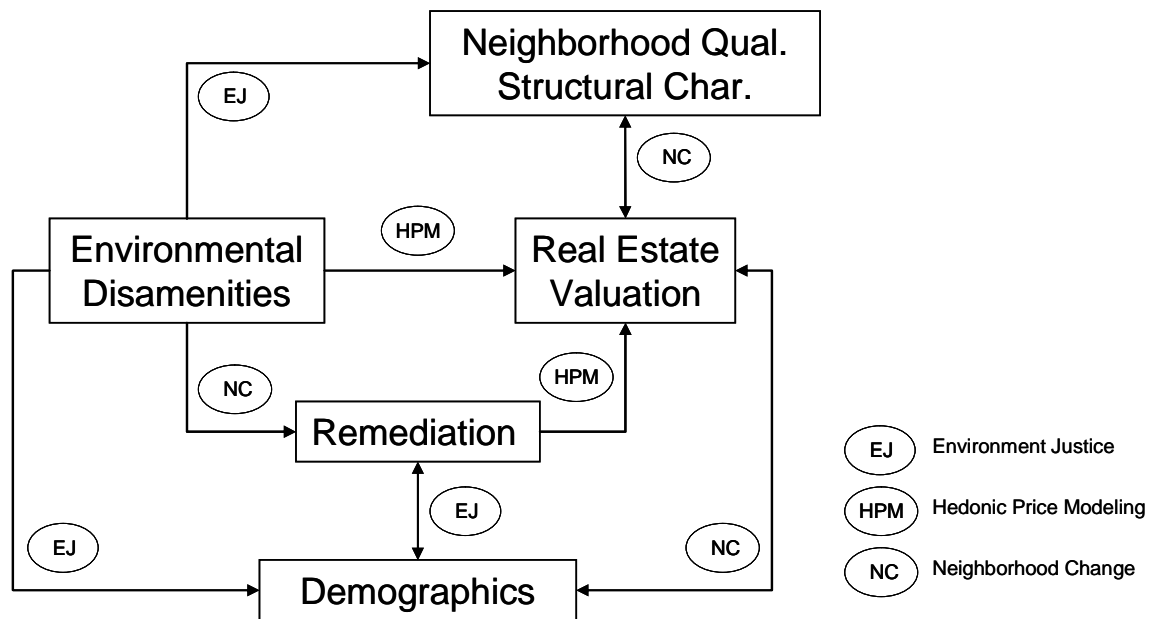 Neighborhood Qual.
Structural Char.
EJ
NC
HPM
Environmental
Disamenities
Real Estate
Valuation
NC
HPM
Remediation
EJ
EJ
NC
Demographics
EJ Environment Justice
HPM Hedonic Price Modeling
NC Neighborhood Change